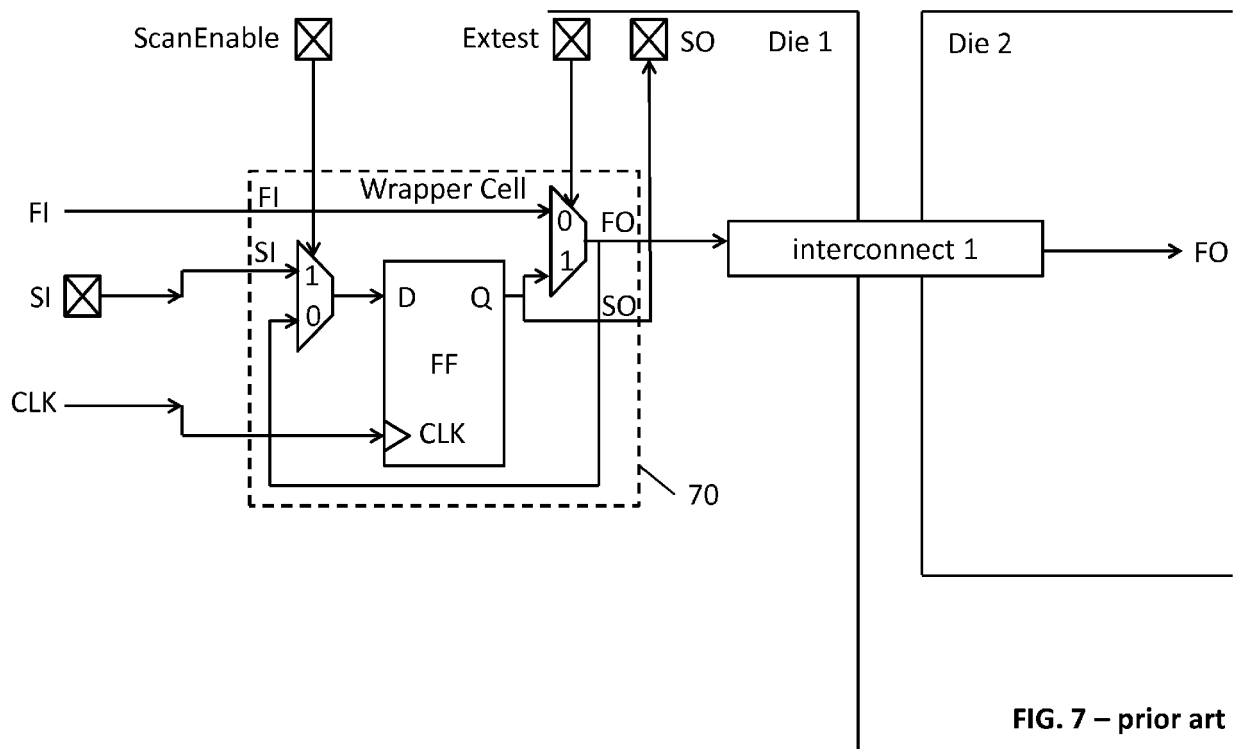 ScanEnable
Extest
SO
Die 1
Die 2
FI
FI
Wrapper Cell
0
FO
SI
1
interconnect 1
FO
SI
1
0
D
Q
SO
FF
CLK
CLK
70
FIG. 7 – prior art